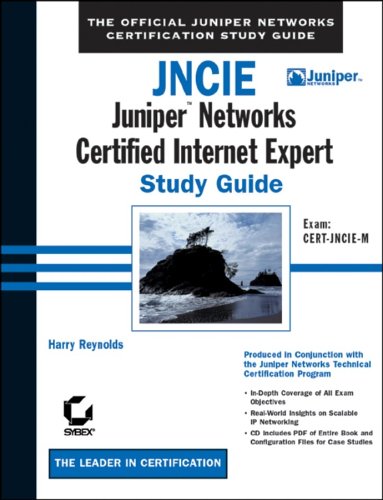 THE OFFICIAL JUNIPER NETWORKS
CERTIFICATION STUDY GUIDE
JNCIE
Juniper
NETWORKS
Juniper™ Networks
Certified Internet Expert
Study Guide
Exam:
CERT-JNCIE-M
Harry Reynolds
Produced in Conjunction with
the Juniper Networks Technical
Certification Program
• In-Depth Coverage of All Exam
Objectives
• Real-World Insights on Scalable
IP Networking
• CD Includes PDF of Entire Book and
Configuration Files for Case Studies
SYBEX
THE LEADER IN CERTIFICATION